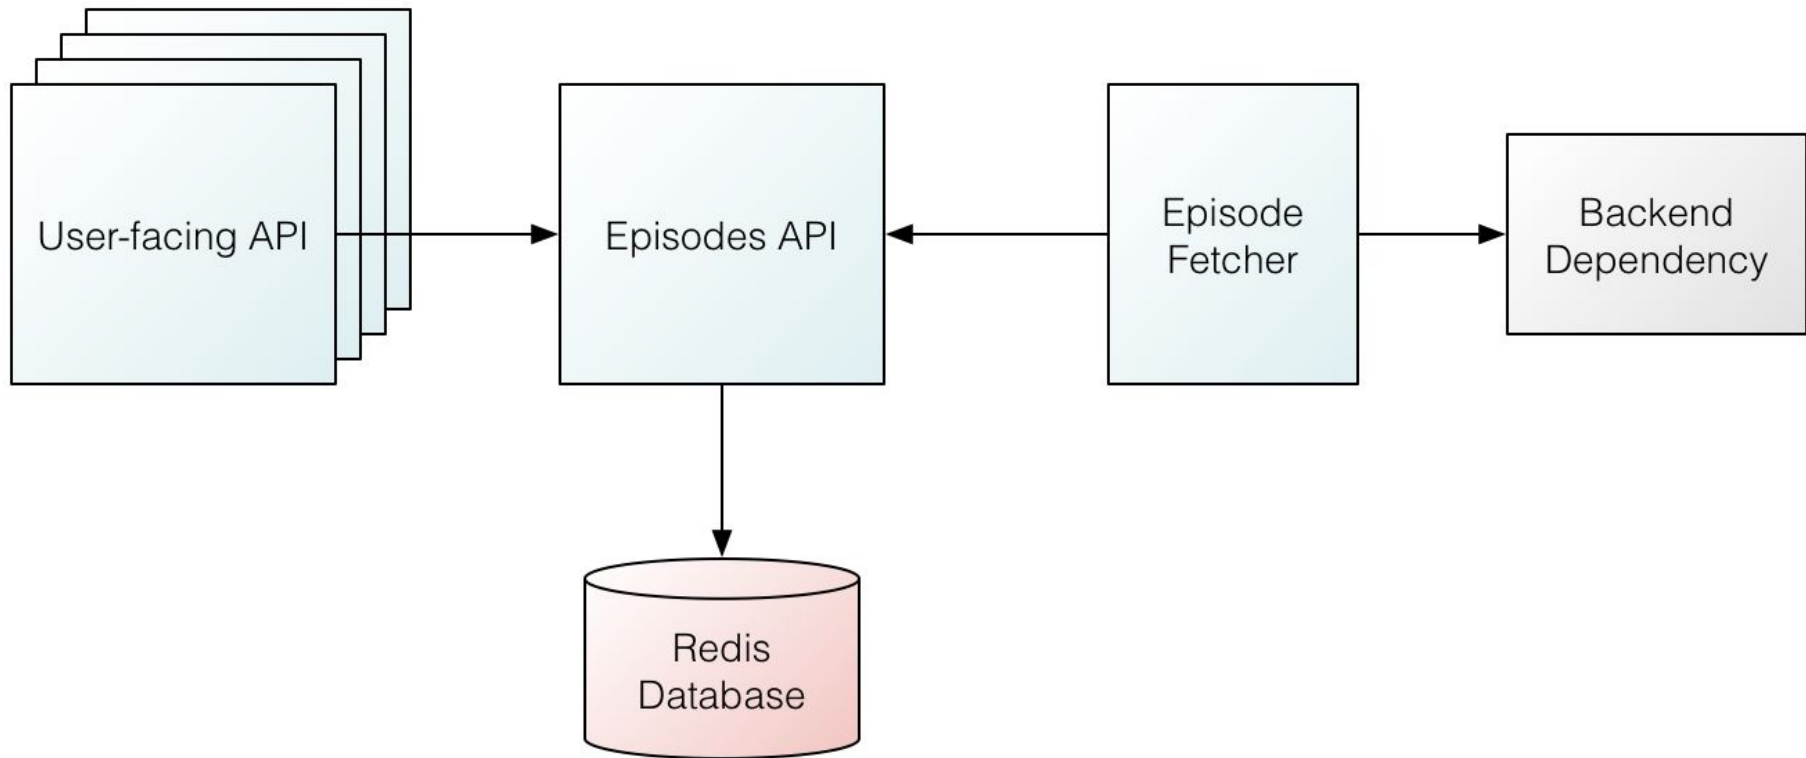 User-facing API
Episodes API
Episode
Fetcher
Backend
Dependency
Redis
Database